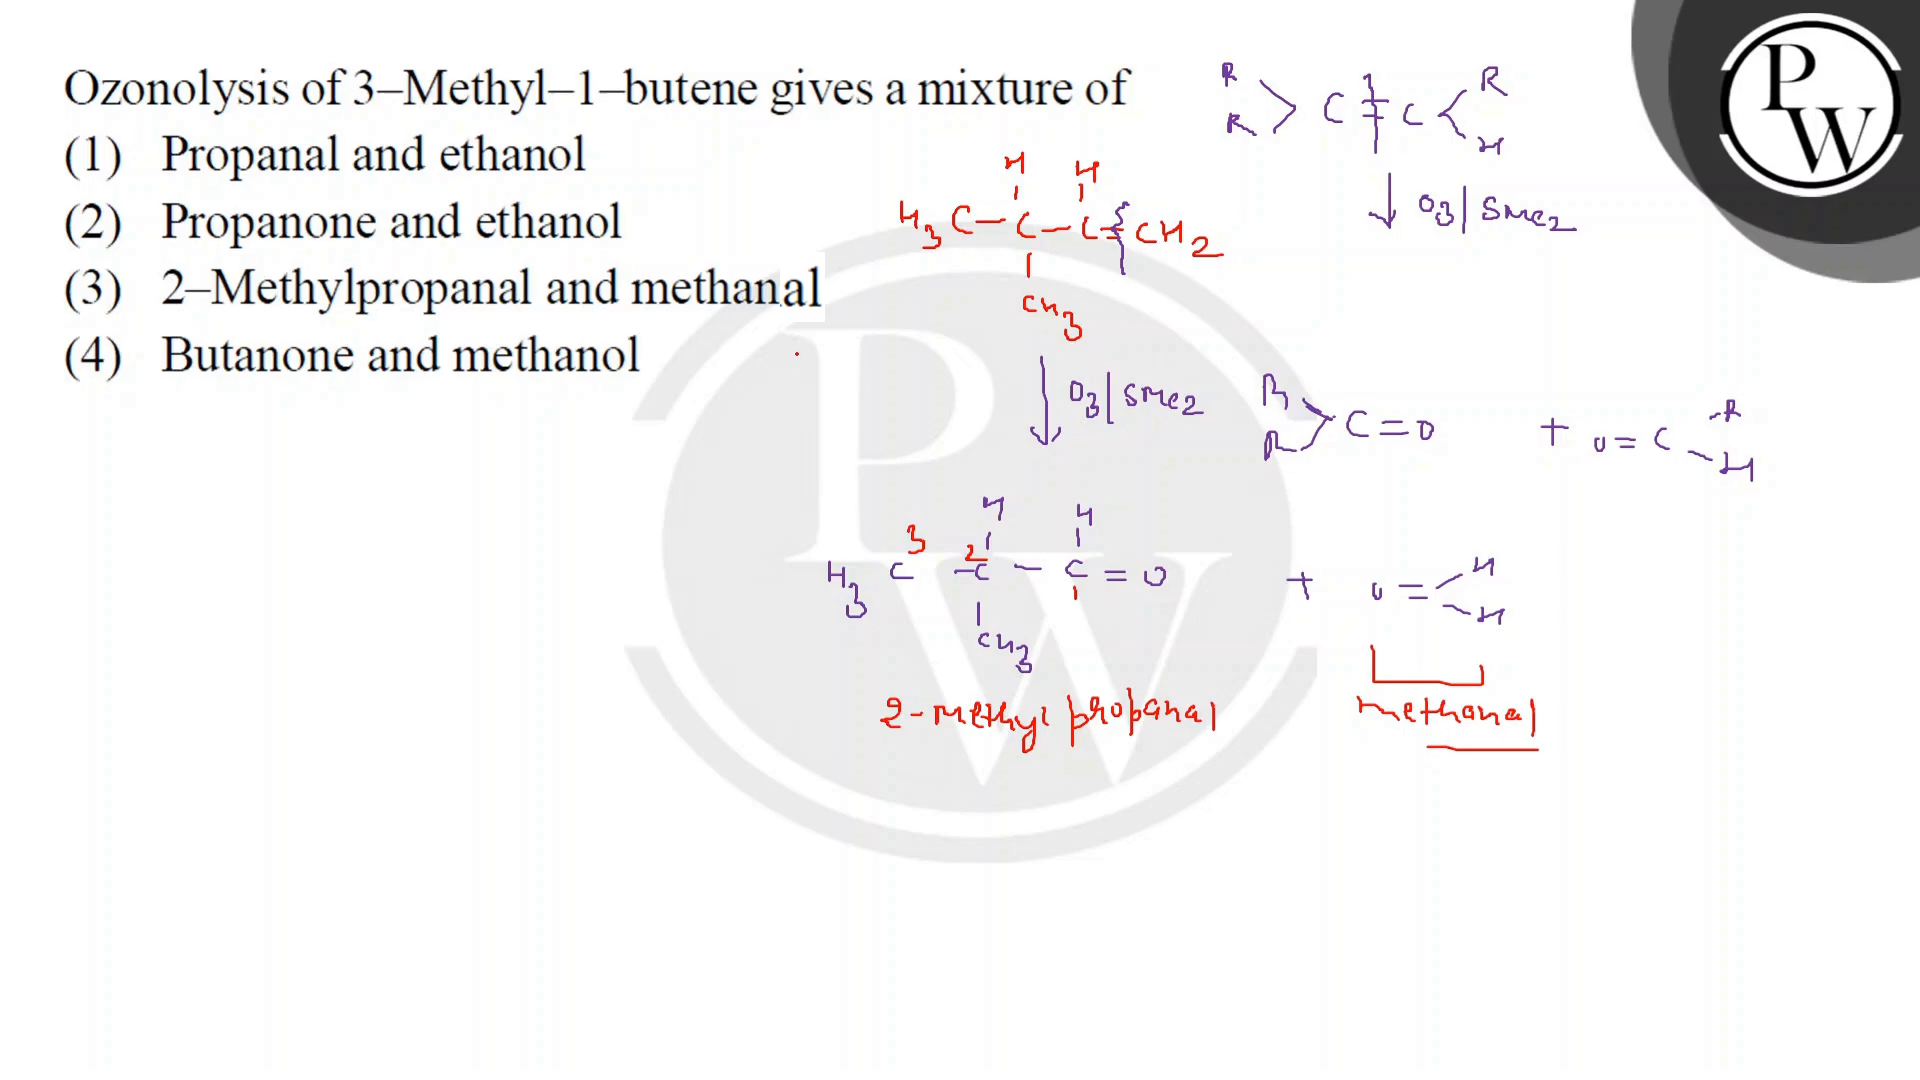 Ozonolysis of 3–Methyl–1–butene gives a mixture of
(1) Propanal and ethanol
(2) Propanone and ethanol
(3) 2–Methylpropanal and methanal
(4) Butanone and methanol
P
W
R R
R C = C H
O3 | SMe2
H H
H3C – C – C = CH2
CH3
O3 | SMe2
R
R C = O + O = C R
H
H H
3 2 1
H3C – C – C = O + O = H
H
CH3
2-methyl propanal methanal